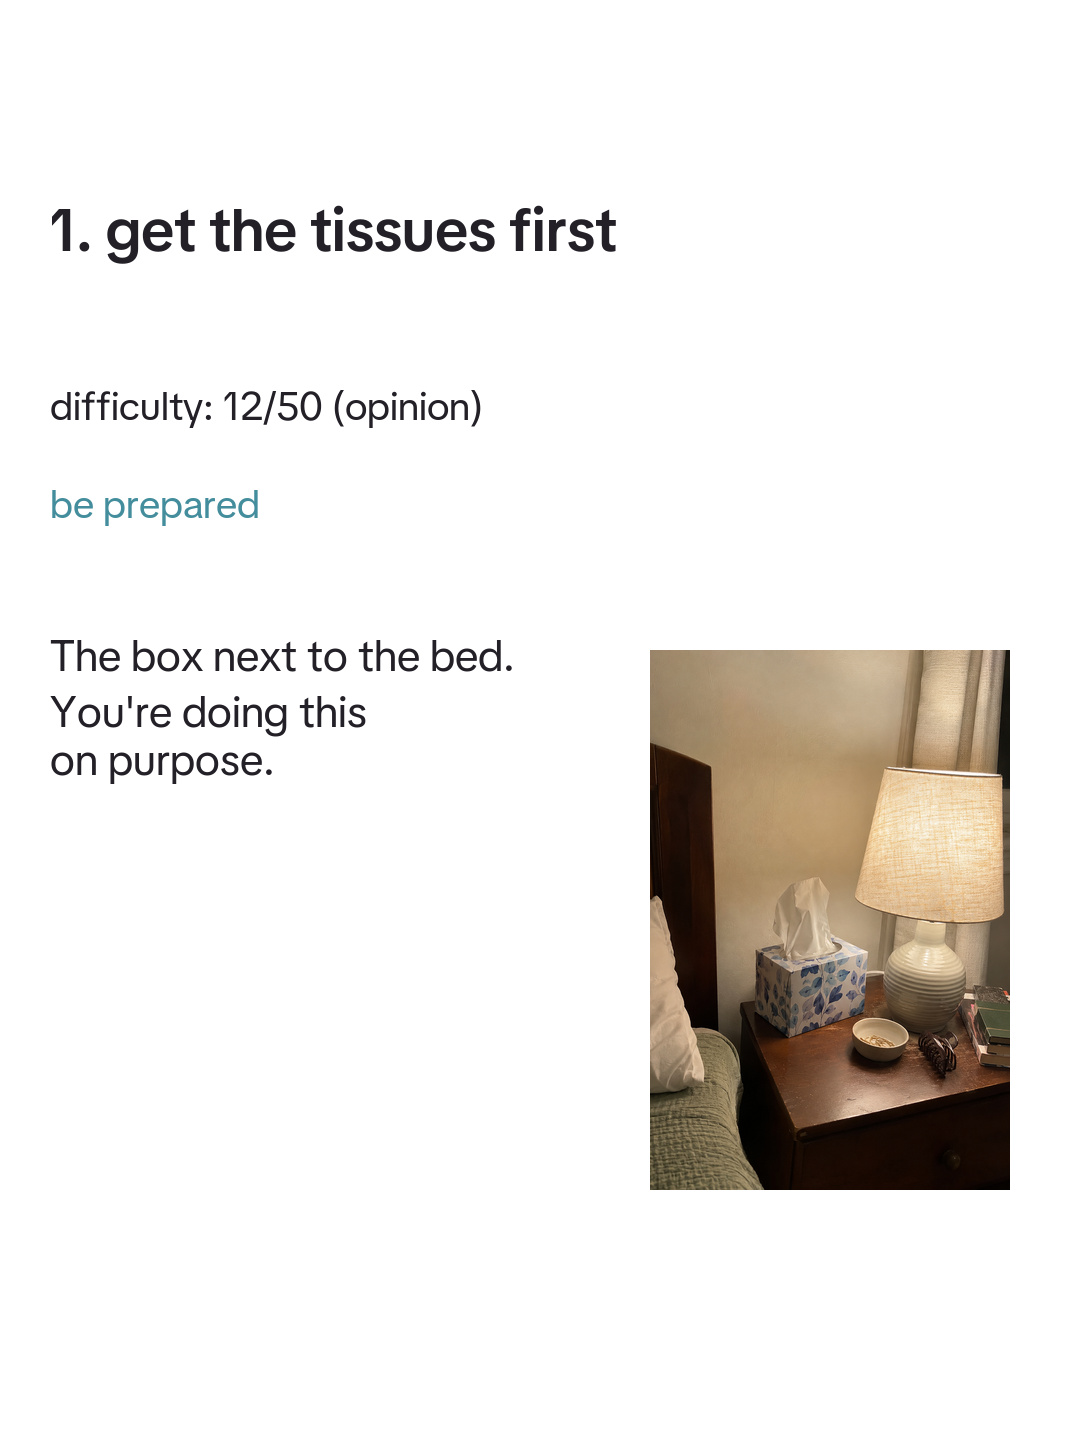 1. get the tissues first
difficulty: 12/50 (opinion)
be prepared
The box next to the bed.
You're doing this
on purpose.